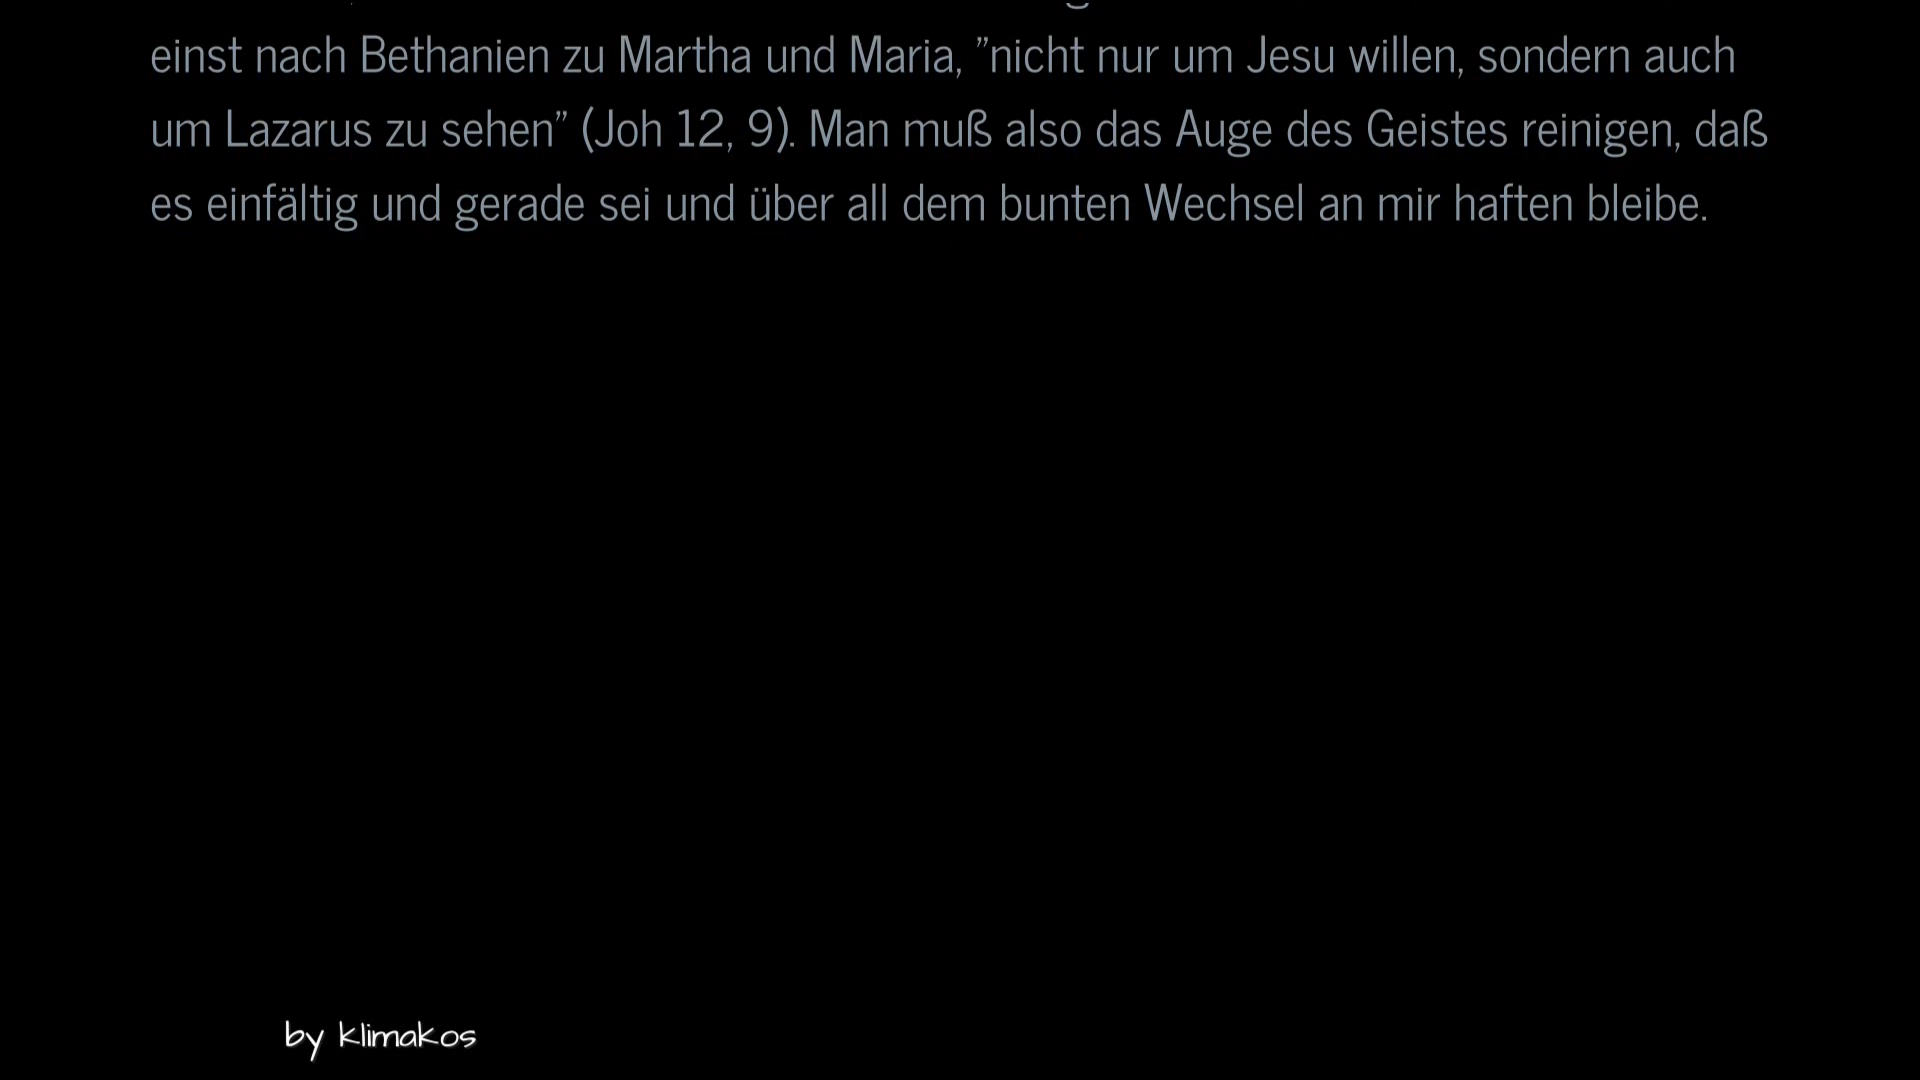 einst nach Bethanien zu Martha und Maria, ”nicht nur um Jesu willen, sondern auch
um Lazarus zu sehen” (Joh 12, 9). Man muß also das Auge des Geistes reinigen, daß
es einfältig und gerade sei und über all dem bunten Wechsel an mir haften bleibe.
by klimakos